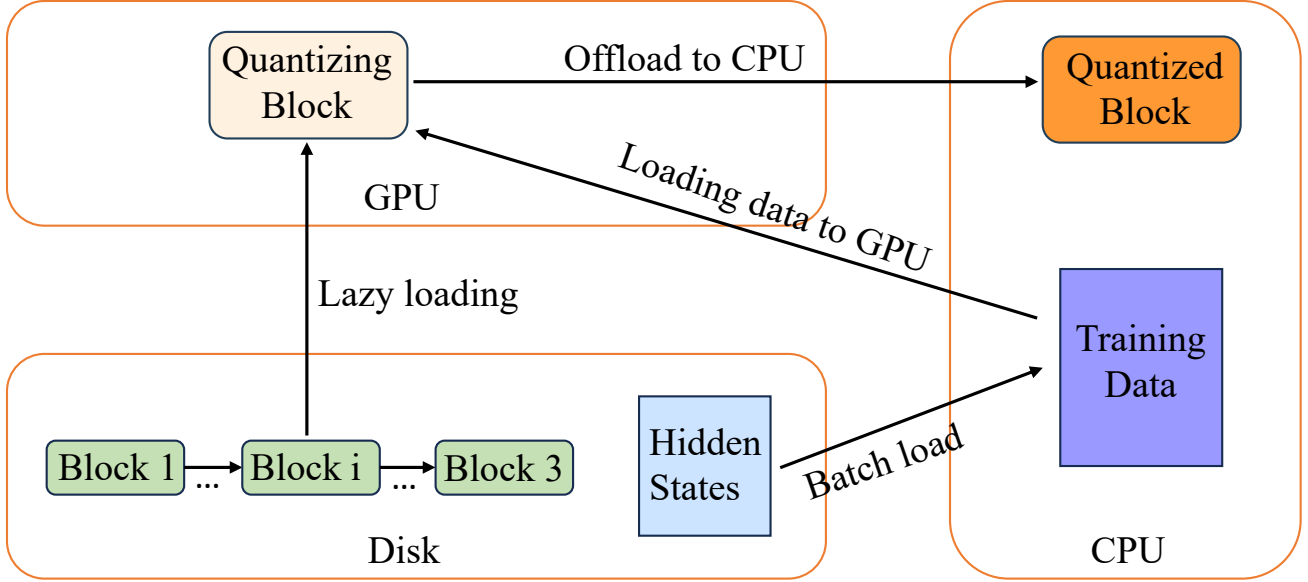 Quantizing
Block
Offload to CPU
Quantized
Block
GPU
Loading data to GPU
Lazy loading
Training
Data
Block 1
...
Block i
...
Block 3
Hidden
States
Batch load
Disk
CPU